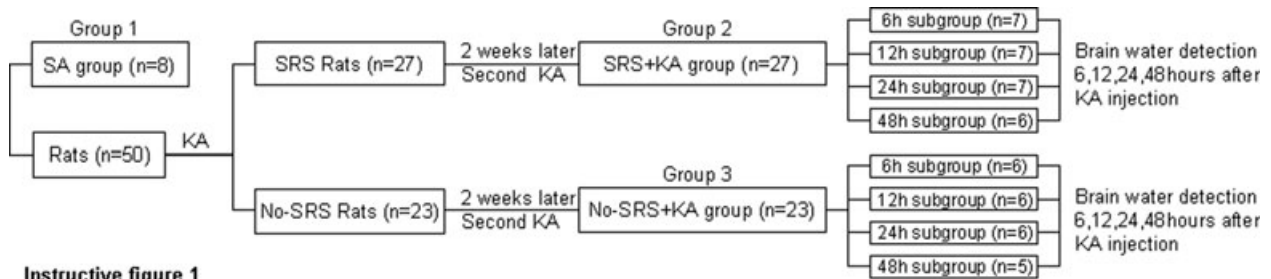 Group 1
SA group (n=8)
Rats (n=50)
KA
SRS Rats (n=27)
No-SRS Rats (n=23)
2 weeks later
Second KA
2 weeks later
Second KA
Group 2
SRS+KA group (n=27)
Group 3
No-SRS+KA group (n=23)
6h subgroup (n=7)
12h subgroup (n=7)
24h subgroup (n=7)
48h subgroup (n=6)
6h subgroup (n=6)
12h subgroup (n=6)
24h subgroup (n=6)
48h subgroup (n=5)
Brain water detection
6,12,24,48hours after
KA injection
Brain water detection
6,12,24,48hours after
KA injection
Instructive figure 1